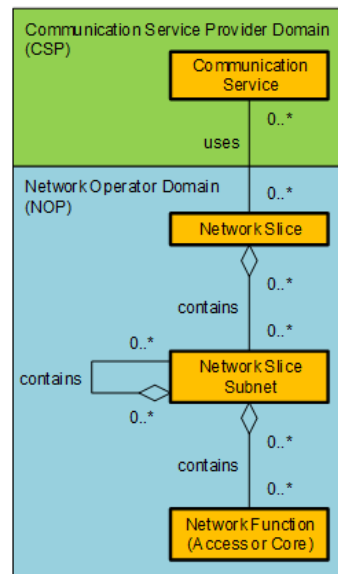 Communication Service Provider Domain
(CSP)
Communication
Service
0..*
uses
Network Operator Domain
(NOP)
0..*
Network Slice
0..*
contains
0..*
0..*
Network Slice
Subnet
contains
0..*
0..*
contains
0..*
Network Function
(Access or Core)